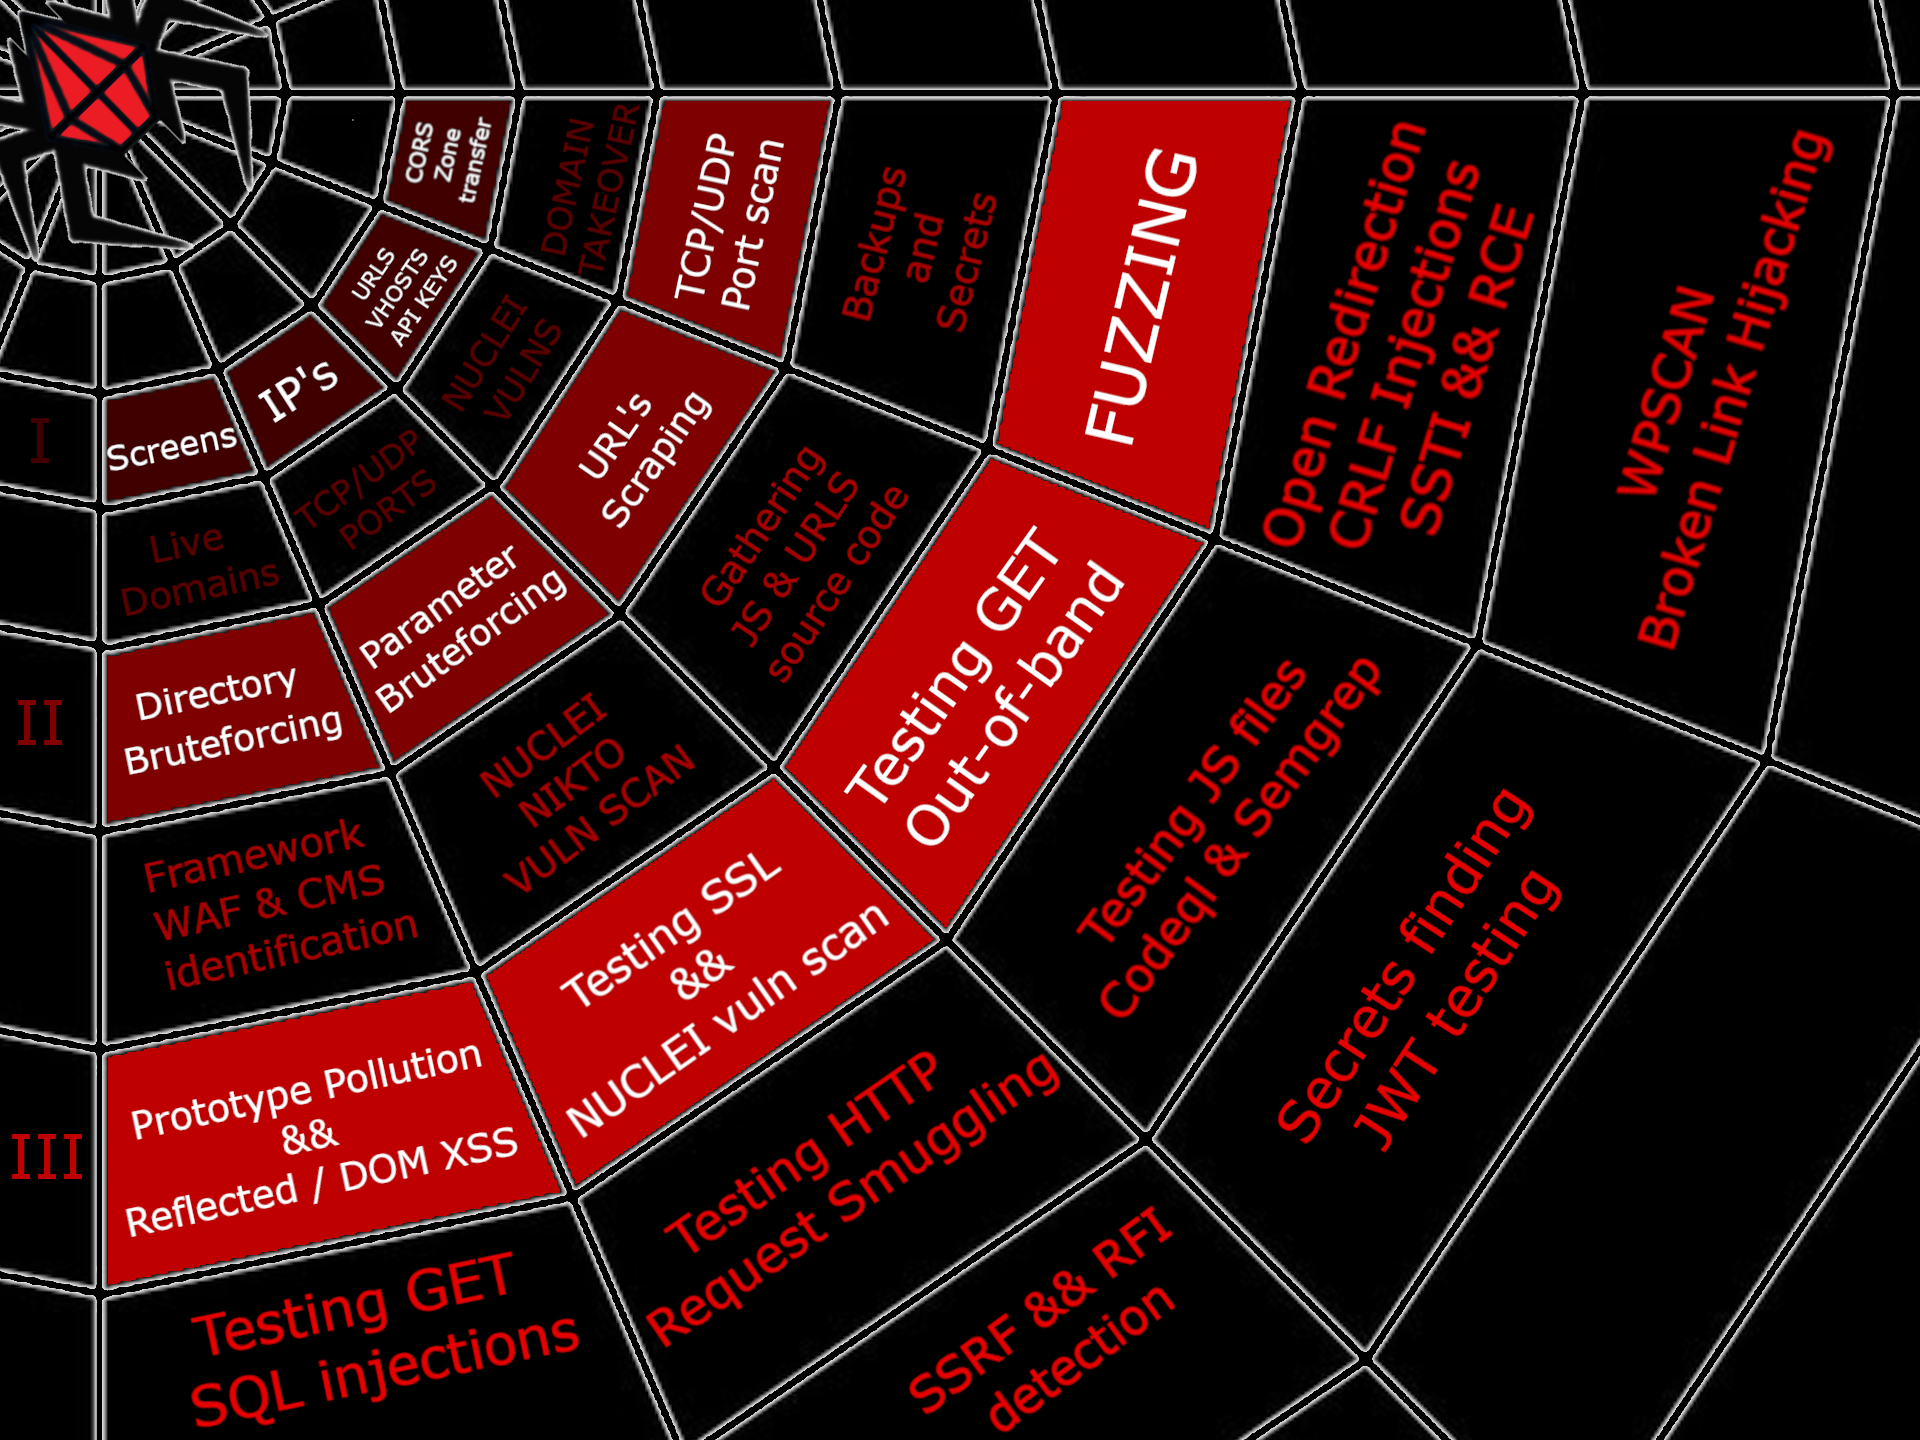 I
Screens
IP's
URLS
VHOSTS
API KEYS
CORS
Zone
transfer
Live
Domains
TCP/UDP
PORTS
NUCLEI
VULNS
DOMAIN
TAKEOVER
II
Directory
Bruteforcing
Parameter
Bruteforcing
URL's
Scraping
TCP/UDP
Port scan
Framework
WAF & CMS
identification
NUCLEI
NIKTO
VULN SCAN
Gathering
JS & URLS
source code
Backups
and
Secrets
III
Prototype Pollution
&&
Reflected / DOM XSS
Testing SSL
&&
NUCLEI vuln scan
Testing GET
Out-of-band
FUZZING
Testing GET
SQL injections
Testing HTTP
Request Smuggling
Testing JS files
Codeql & Semgrep
Open Redirection
CRLF Injections
SSTI && RCE
SSRF && RFI
detection
Secrets finding
JWT testing
WPSCAN
Broken Link Hijacking